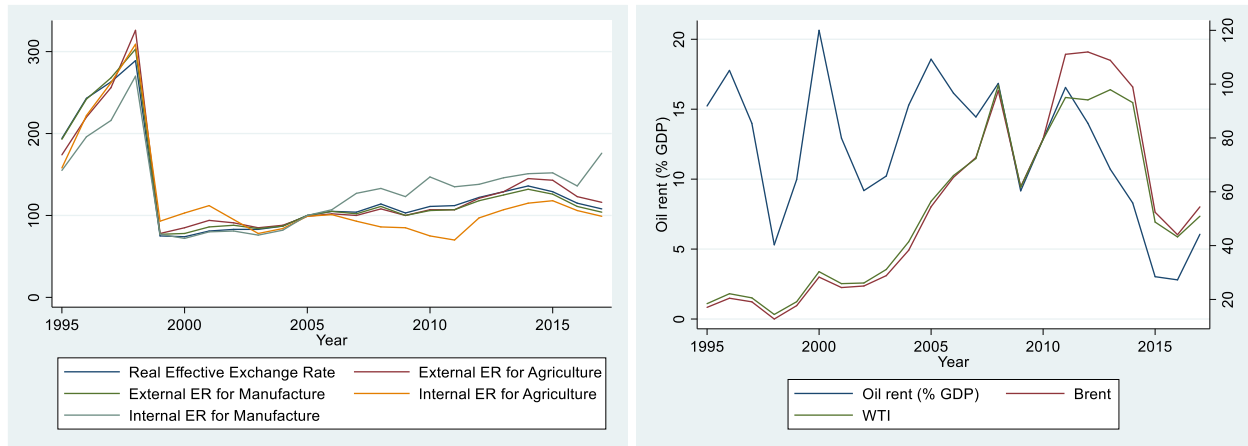 300
200
100
0
1995 2000 2005 2010 2015
Year
Real Effective Exchange Rate External ER for Agriculture
External ER for Manufacture Internal ER for Agriculture
Internal ER for Manufacture
20
15
10
5
0
Oil rent (% GDP)
120
100
80
60
40
20
1995 2000 2005 2010 2015
Year
Oil rent (% GDP) Brent
WTI